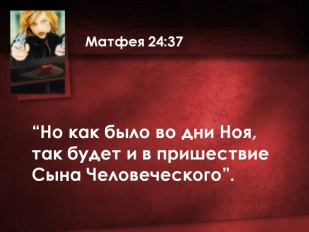 Матфея 24:37
“Но как было во дни Ноя,
так будет и в пришествие
Сына Человеческого”.